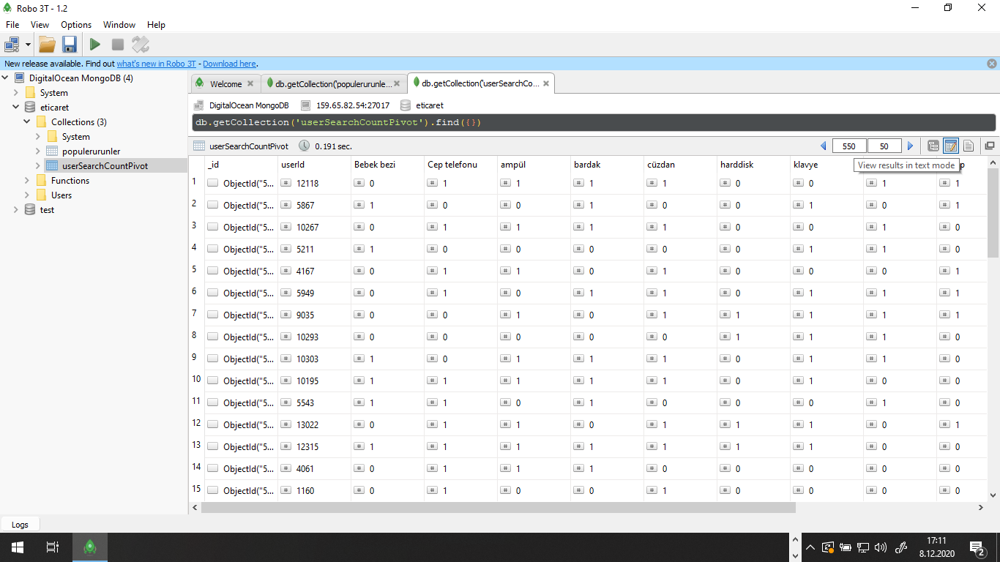 Robo 3T - 1.2
File View Options Window Help
New release available. Find out what's new in Robo 3T - Download here.
DigitalOcean MongoDB (4)
System
eticaret
Collections (3)
System
populerurunler
userSearchCountPivot
Functions
Users
test
Welcome db.getCollection('populerurunle... db.getCollection('userSearchCo...
DigitalOcean MongoDB 159.65.82.54:27017 eticaret
db.getCollection('userSearchCountPivot').find({})
userSearchCountPivot 0.191 sec. 550 50
View results in text mode
_id userId Bebek bezi Cep telefonu ampül bardak cüzdan harddisk klavye p
1 ObjectId("5... # 12118 # 0 # 1 # 1 # 1 # 1 # 0 # 0 # 1 # 1
2 ObjectId("5... # 5867 # 1 # 0 # 0 # 1 # 0 # 0 # 1 # 0 # 1
3 ObjectId("5... # 10267 # 0 # 1 # 1 # 1 # 1 # 0 # 0 # 1 # 0
4 ObjectId("5... # 5211 # 1 # 0 # 0 # 0 # 0 # 0 # 1 # 1 # 0
5 ObjectId("5... # 4167 # 0 # 1 # 1 # 0 # 1 # 0 # 0 # 0 # 1
6 ObjectId("5... # 5949 # 0 # 1 # 0 # 1 # 1 # 0 # 1 # 1 # 1
7 ObjectId("5... # 9035 # 0 # 0 # 1 # 0 # 1 # 1 # 1 # 1 # 1
8 ObjectId("5... # 10293 # 0 # 0 # 0 # 0 # 0 # 1 # 1 # 1 # 0
9 ObjectId("5... # 10303 # 1 # 0 # 1 # 1 # 1 # 0 # 1 # 1 # 0
10 ObjectId("5... # 10195 # 1 # 1 # 1 # 1 # 1 # 0 # 1 # 0 # 0
11 ObjectId("5... # 5543 # 1 # 1 # 0 # 1 # 0 # 0 # 0 # 1 # 0
12 ObjectId("5... # 13022 # 0 # 1 # 1 # 0 # 1 # 1 # 1 # 0 # 1
13 ObjectId("5... # 12315 # 1 # 1 # 1 # 1 # 1 # 1 # 1 # 0 # 0
14 ObjectId("5... # 4061 # 0 # 1 # 1 # 1 # 0 # 0 # 0 # 0 # 0
15 ObjectId("5... # 1160 # 0 # 1 # 0 # 0 # 1 # 0 # 0 # 0 # 0
Logs
17:11
8.12.2020
2